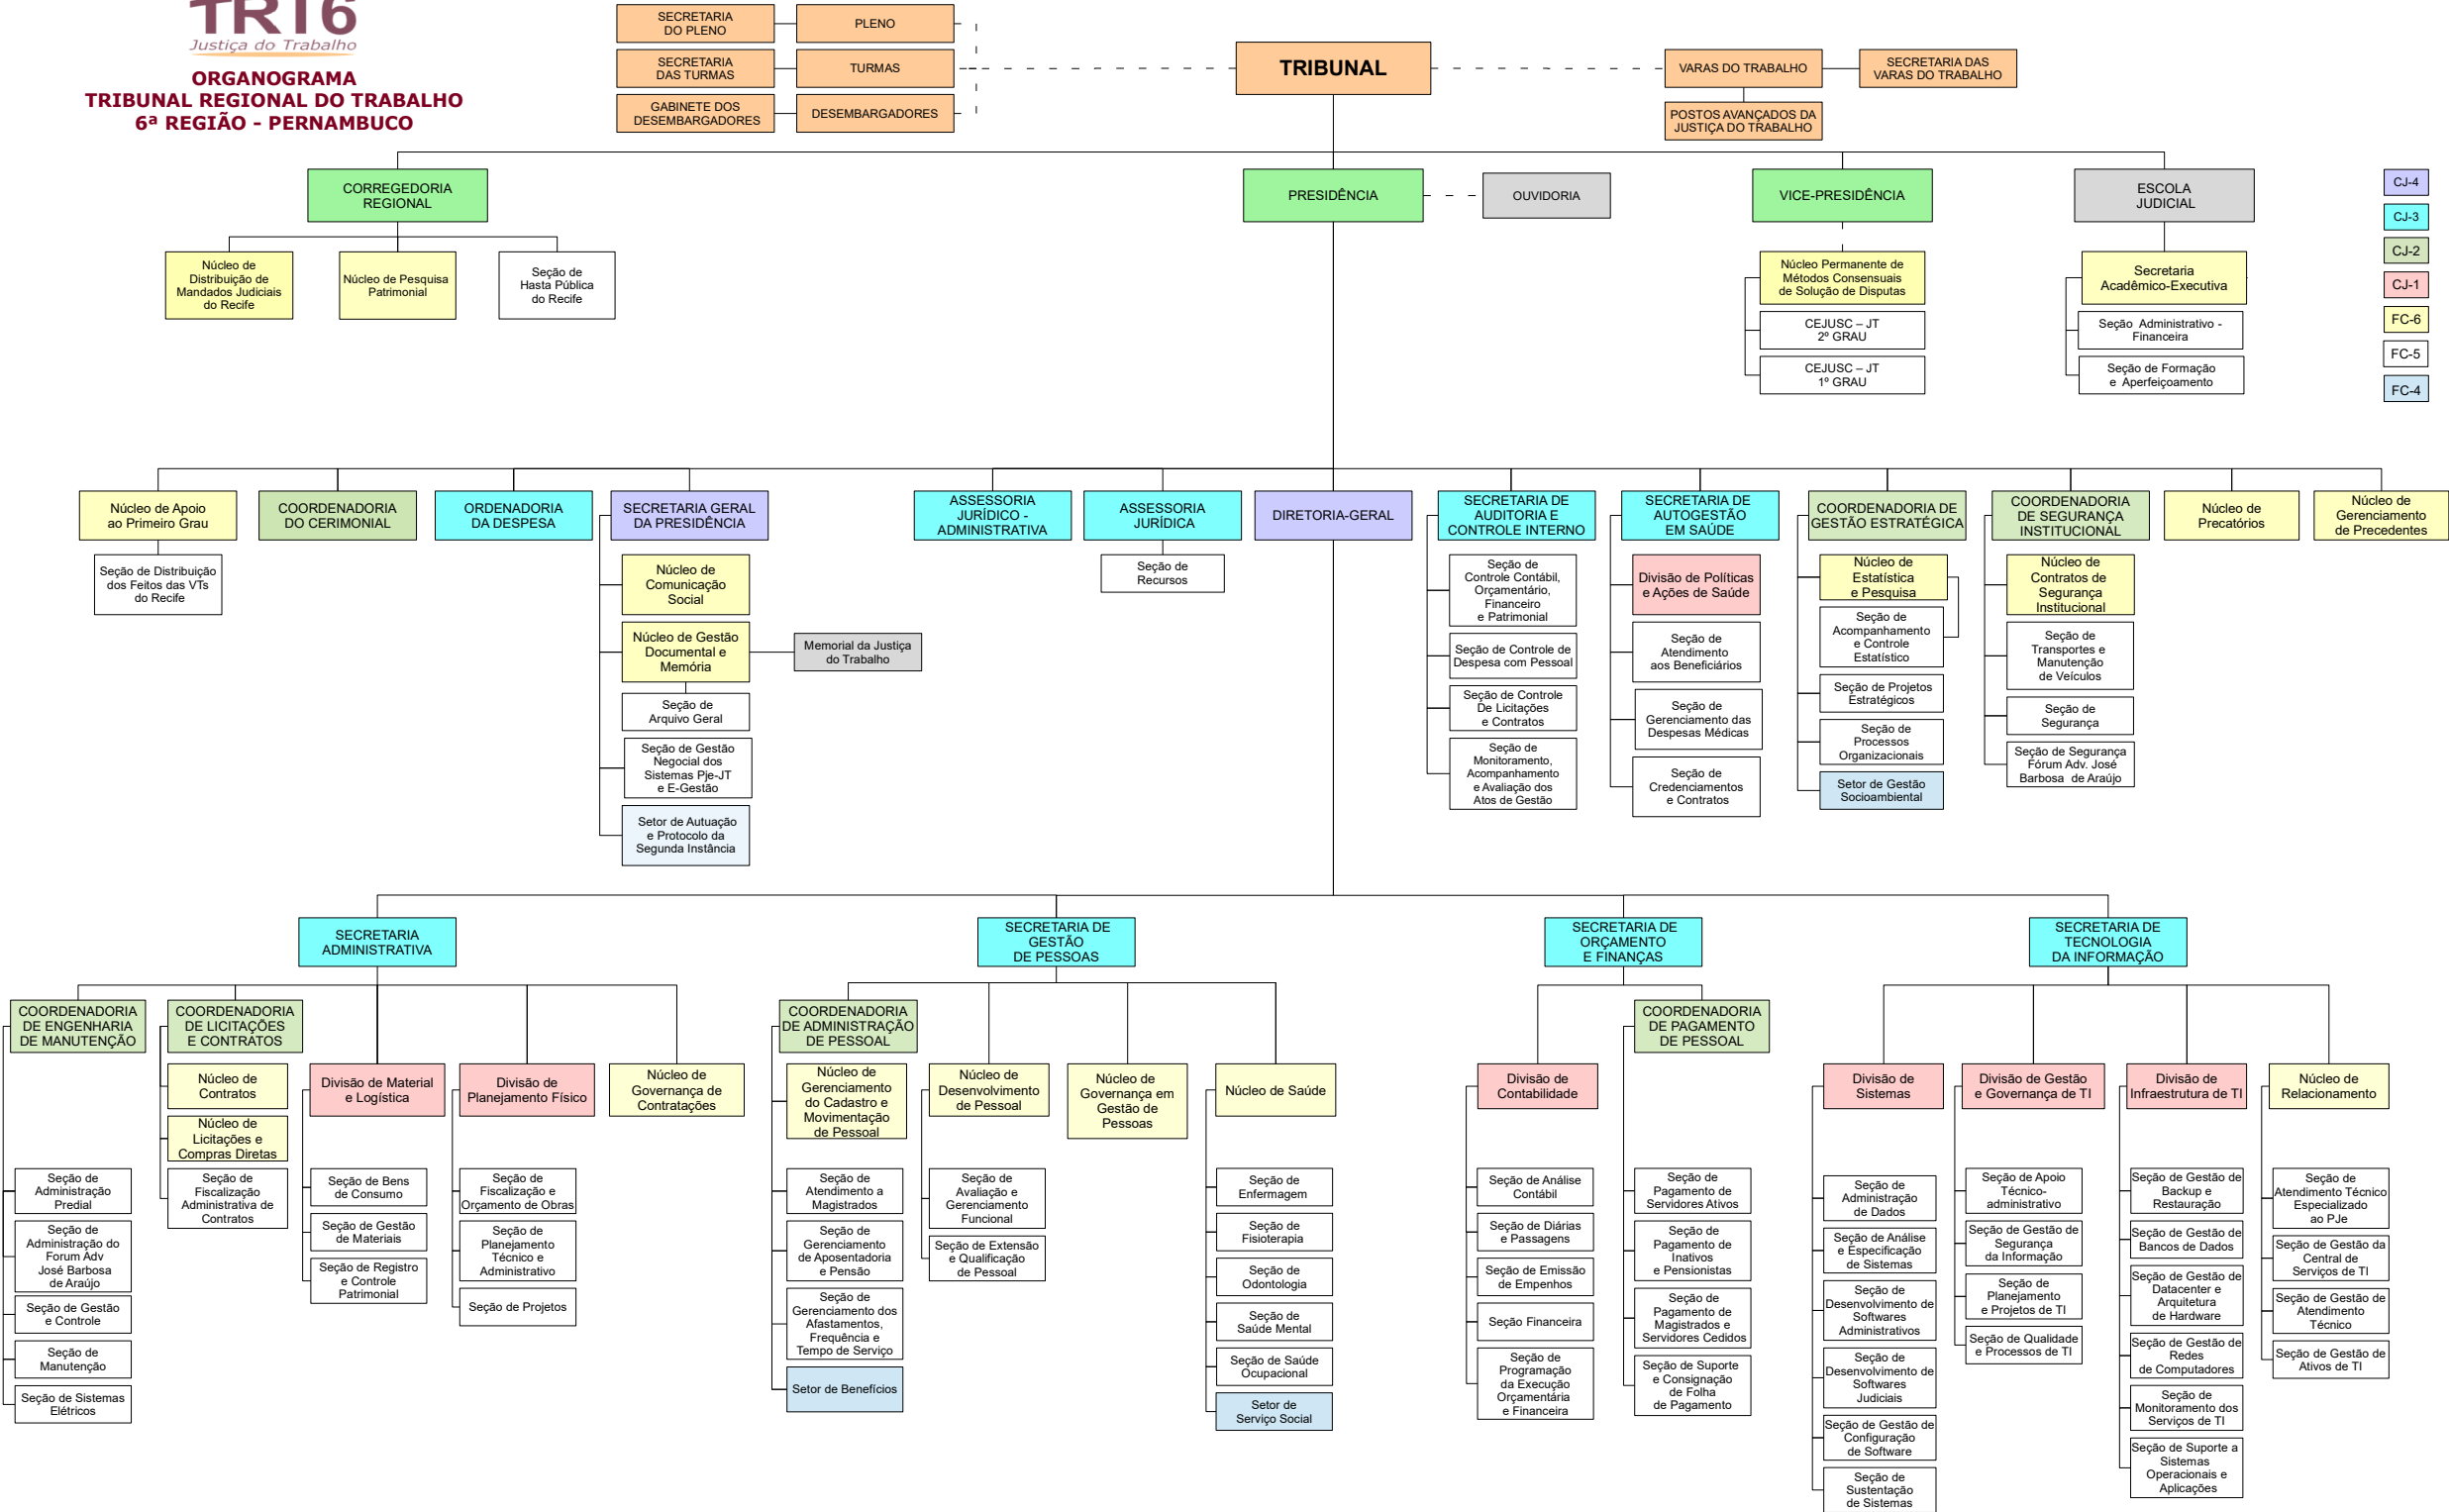 TRT6
Justiça do Trabalho
ORGANOGRAMA
TRIBUNAL REGIONAL DO TRABALHO
6ª REGIÃO - PERNAMBUCO
SECRETARIA
DO PLENO
PLENO
SECRETARIA
DAS TURMAS
TURMAS
GABINETE DOS
DESEMBARGADORES
DESEMBARGADORES
TRIBUNAL
VARAS DO TRABALHO
SECRETARIA DAS
VARAS DO TRABALHO
POSTOS AVANÇADOS DA
JUSTIÇA DO TRABALHO
CORREGEDORIA
REGIONAL
PRESIDÊNCIA
OUVIDORIA
VICE-PRESIDÊNCIA
ESCOLA
JUDICIAL
CJ-4
CJ-3
CJ-2
CJ-1
FC-6
FC-5
FC-4
Núcleo de
Distribuição de
Mandados Judiciais
do Recife
Núcleo de Pesquisa
Patrimonial
Seção de
Hasta Pública
do Recife
Núcleo Permanente de
Métodos Consensuais
de Solução de Disputas
CEJUSC – JT
2º GRAU
CEJUSC – JT
1º GRAU
Secretaria
Acadêmico-Executiva
Seção Administrativo -
Financeira
Seção de Formação
e Aperfeiçoamento
Núcleo de Apoio
ao Primeiro Grau
Seção de Distribuição
dos Feitos das VTs
do Recife
COORDENADORIA
DO CERIMONIAL
ORDENADORIA
DA DESPESA
SECRETARIA GERAL
DA PRESIDÊNCIA
Núcleo de
Comunicação
Social
Núcleo de Gestão
Documental e
Memória
Memorial da Justiça
do Trabalho
Seção de
Arquivo Geral
Seção de Gestão
Negocial dos
Sistemas Pje-JT
e E-Gestão
Setor de Autuação
e Protocolo da
Segunda Instância
ASSESSORIA
JURÍDICO -
ADMINISTRATIVA
ASSESSORIA
JURÍDICA
Seção de
Recursos
DIRETORIA-GERAL
SECRETARIA DE
AUDITORIA E
CONTROLE INTERNO
Seção de
Controle Contábil,
Orçamentário,
Financeiro
e Patrimonial
Seção de Controle de
Despesa com Pessoal
Seção de Controle
De Licitações
e Contratos
Seção de
Monitoramento,
Acompanhamento
e Avaliação dos
Atos de Gestão
SECRETARIA DE
AUTOGESTÃO
EM SAÚDE
Divisão de Políticas
e Ações de Saúde
Seção de
Atendimento
aos Beneficiários
Seção de
Gerenciamento das
Despesas Médicas
Seção de
Credenciamentos
e Contratos
COORDENADORIA DE
GESTÃO ESTRATÉGICA
Núcleo de
Estatística
e Pesquisa
Seção de
Acompanhamento
e Controle
Estatístico
Seção de Projetos
Estratégicos
Seção de
Processos
Organizacionais
Setor de Gestão
Socioambiental
COORDENADORIA
DE SEGURANÇA
INSTITUCIONAL
Núcleo de
Contratos de
Segurança
Institucional
Seção de
Transportes e
Manutenção
de Veículos
Seção de
Segurança
Seção de Segurança
Fórum Adv. José
Barbosa de Araújo
Núcleo de
Precatórios
Núcleo de
Gerenciamento
de Precedentes
SECRETARIA
ADMINISTRATIVA
SECRETARIA DE
GESTÃO
DE PESSOAS
SECRETARIA DE
ORÇAMENTO
E FINANÇAS
SECRETARIA DE
TECNOLOGIA
DA INFORMAÇÃO
COORDENADORIA
DE ENGENHARIA
DE MANUTENÇÃO
Seção de
Administração
Predial
Seção de
Administração do
Forum Adv
José Barbosa
de Araújo
Seção de Gestão
e Controle
Seção de
Manutenção
Seção de Sistemas
Elétricos
COORDENADORIA
DE LICITAÇÕES
E CONTRATOS
Núcleo de
Contratos
Núcleo de
Licitações e
Compras Diretas
Seção de
Fiscalização
Administrativa de
Contratos
Divisão de Material
e Logística
Seção de Bens
de Consumo
Seção de Gestão
de Materiais
Seção de Registro
e Controle
Patrimonial
Divisão de
Planejamento Físico
Seção de
Fiscalização e
Orçamento de Obras
Seção de
Planejamento
Técnico e
Administrativo
Seção de Projetos
Núcleo de
Governança de
Contratações
COORDENADORIA
DE ADMINISTRAÇÃO
DE PESSOAL
Núcleo de
Gerenciamento
do Cadastro e
Movimentação
de Pessoal
Seção de
Atendimento a
Magistrados
Seção de
Gerenciamento
de Aposentadoria
e Pensão
Seção de
Gerenciamento dos
Afastamentos,
Frequência e
Tempo de Serviço
Setor de Benefícios
Núcleo de
Desenvolvimento
de Pessoal
Seção de
Avaliação e
Gerenciamento
Funcional
Seção de Extensão
e Qualificação
de Pessoal
Núcleo de
Governança em
Gestão de
Pessoas
Núcleo de Saúde
Seção de
Enfermagem
Seção de
Fisioterapia
Seção de
Odontologia
Seção de
Saúde Mental
Seção de Saúde
Ocupacional
Setor de
Serviço Social
Divisão de
Contabilidade
Seção de Análise
Contábil
Seção de Diárias
e Passagens
Seção de Emissão
de Empenhos
Seção Financeira
Seção de
Programação
da Execução
Orçamentária
e Financeira
COORDENADORIA
DE PAGAMENTO
DE PESSOAL
Seção de
Pagamento de
Servidores Ativos
Seção de
Pagamento de
Inativos
e Pensionistas
Seção de
Pagamento de
Magistrados e
Servidores Cedidos
Seção de Suporte
e Consignação
de Folha
de Pagamento
Divisão de
Sistemas
Seção de
Administração
de Dados
Seção de Análise
e Especificação
de Sistemas
Seção de
Desenvolvimento de
Softwares
Administrativos
Seção de
Desenvolvimento de
Softwares
Judiciais
Seção de Gestão de
Configuração
de Software
Seção de
Sustentação
de Sistemas
Divisão de Gestão
e Governança de TI
Seção de Apoio
Técnico-
administrativo
Seção de Gestão de
Segurança
da Informação
Seção de
Planejamento
e Projetos de TI
Seção de Qualidade
e Processos de TI
Divisão de
Infraestrutura de TI
Seção de Gestão de
Backup e
Restauração
Seção de Gestão de
Bancos de Dados
Seção de Gestão de
Datacenter e
Arquitetura
de Hardware
Seção de Gestão de
Redes
de Computadores
Seção de
Monitoramento dos
Serviços de TI
Seção de Suporte a
Sistemas
Operacionais e
Aplicações
Núcleo de
Relacionamento
Seção de
Atendimento Técnico
Especializado
ao PJe
Seção de Gestão da
Central de
Serviços de TI
Seção de Gestão de
Atendimento
Técnico
Seção de Gestão de
Ativos de TI